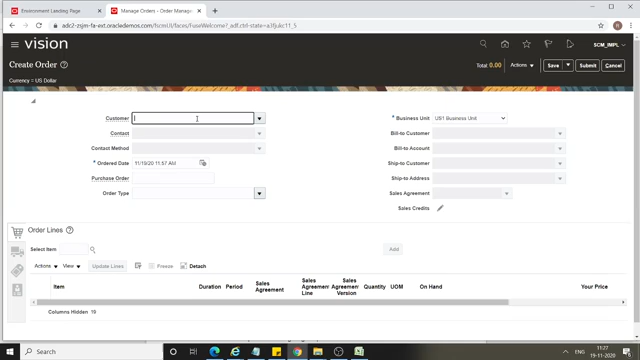 Environment Landing Page
Manage Orders - Order Manage
adc2-zsjm-fa-ext.oracledemos.com/fscmUI/faces/FuseWelcome?_adf.ctrl-state=a3fjukc11_5
vision
SCM_IMPL
Create Order
Total 0.00 Actions Save Submit Cancel
Currency = US Dollar
Customer
Business Unit US1 Business Unit
Contact
Bill-to Customer
Contact Method
Bill-to Account
* Ordered Date 11/19/20 11:57 AM
Ship-to Customer
Purchase Order
Ship-to Address
Order Type
Sales Agreement
Sales Credits
Order Lines
Select Item
Add
Actions View Update Lines Freeze Detach
Item Duration Period Sales Agreement Sales Agreement Line Sales Agreement Version Quantity UOM On Hand Your Price
Columns Hidden 19
Search
ENG
11:27
19-11-2020